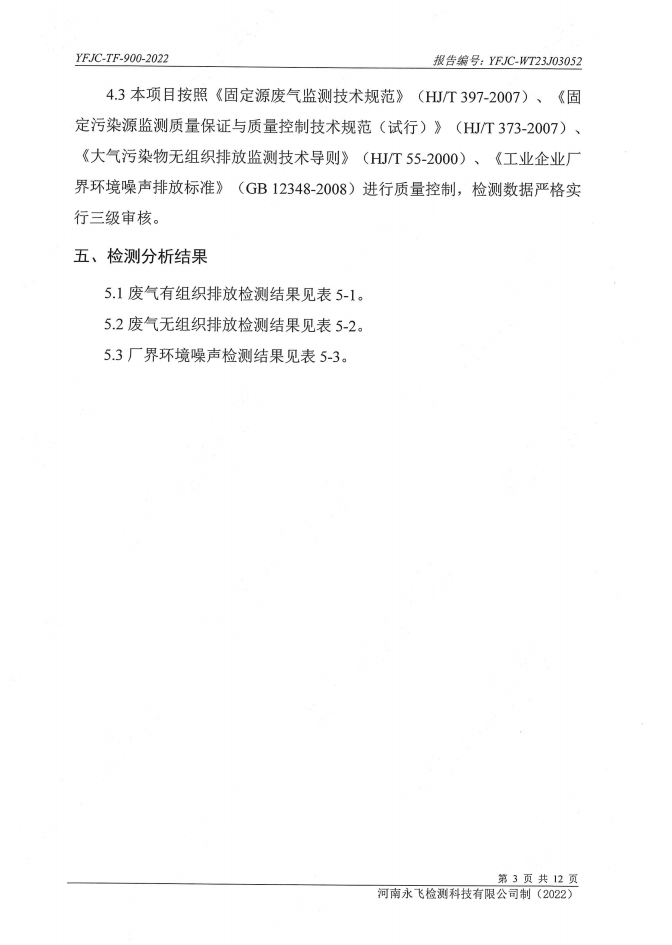 YFJC-TF-900-2022
报告编号：YFJC-WT23J03052
4.3 本项目按照《固定源废气监测技术规范》（HJ/T 397-2007）、《固
定污染源监测质量保证与质量控制技术规范（试行）》（HJ/T 373-2007）、
《大气污染物无组织排放监测技术导则》（HJ/T 55-2000）、《工业企业厂
界环境噪声排放标准》（GB 12348-2008）进行质量控制，检测数据严格实
行三级审核。
五、检测分析结果
5.1 废气有组织排放检测结果见表 5-1。
5.2 废气无组织排放检测结果见表 5-2。
5.3 厂界环境噪声检测结果见表 5-3。
第 3 页 共 12 页
河南永飞检测科技有限公司制（2022）